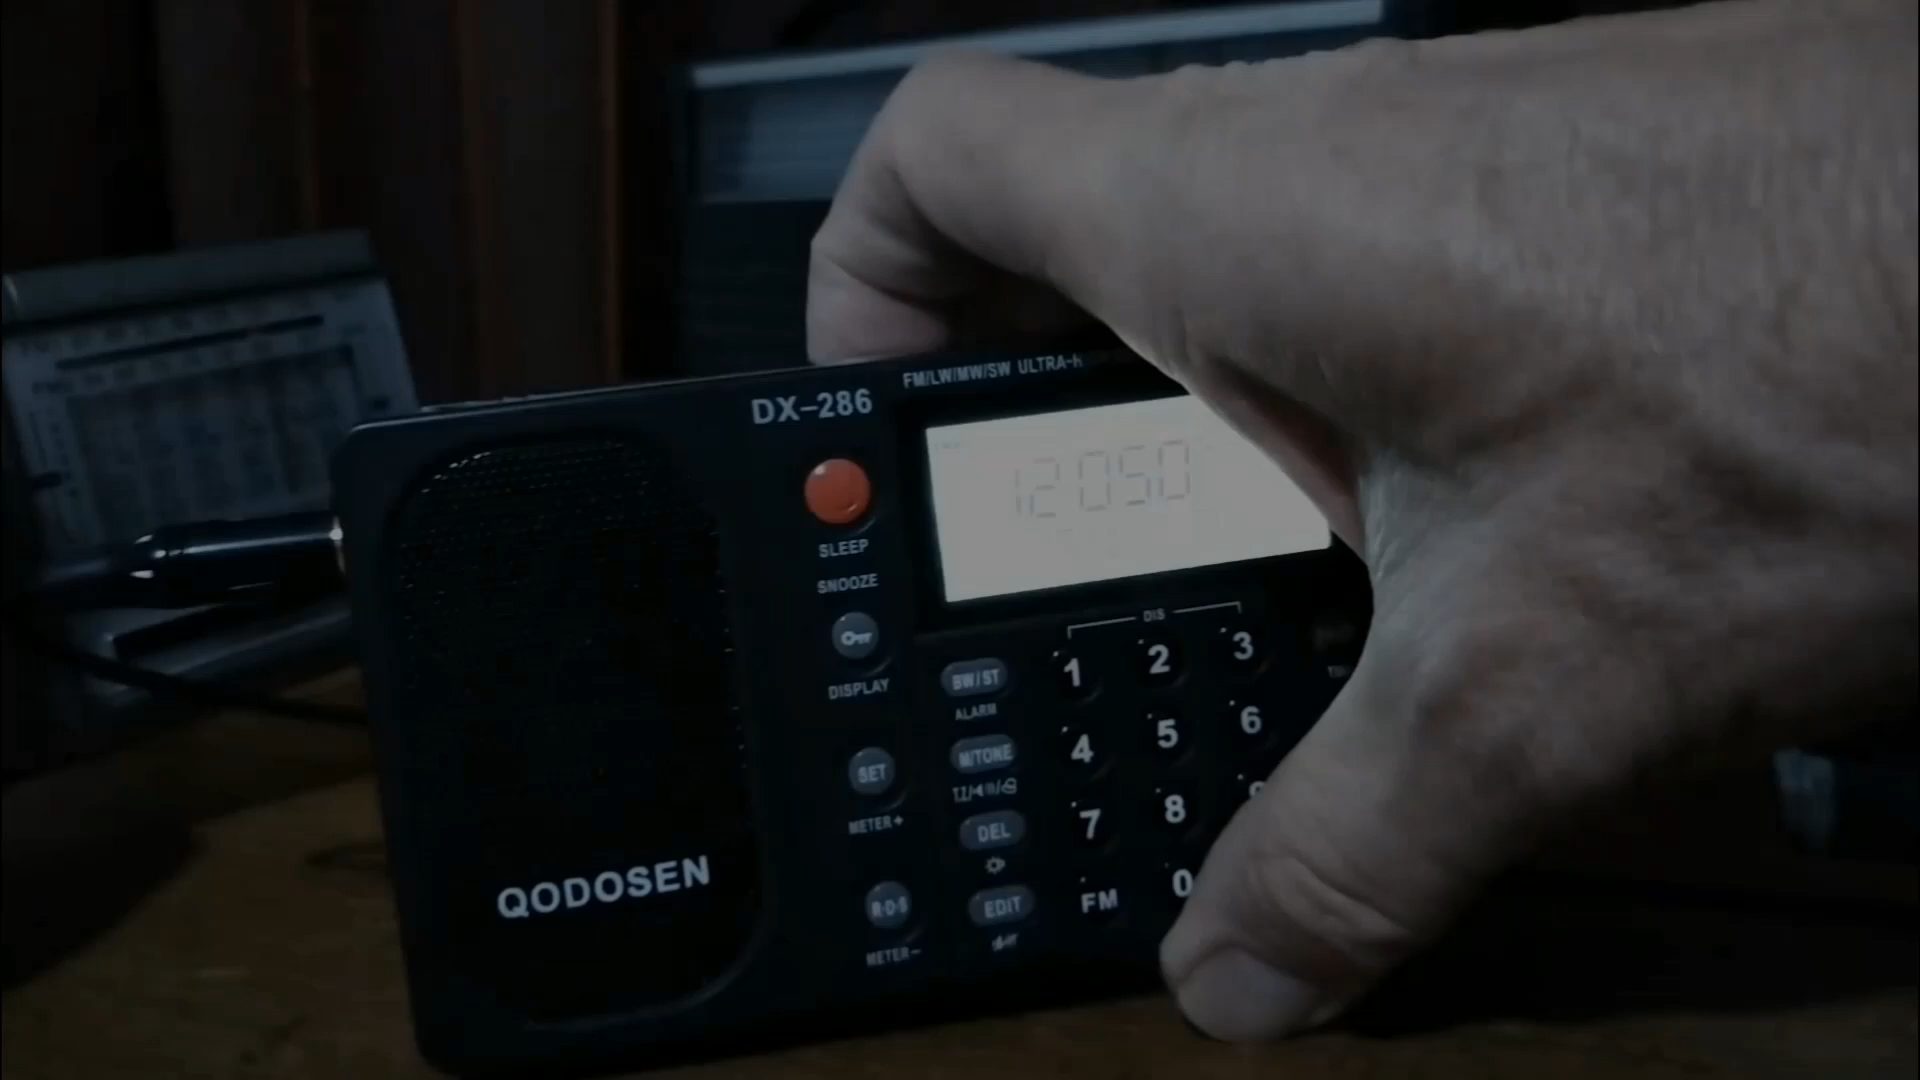 FM/LW/MW/SW ULTRA-
DX-286
12050
SLEEP
SNOOZE
DISPLAY
DIS
BW/ST
1 2 3
ALARM
M/TONE
4 5 6
SET
METER+
DEL
7 8
R·D·S
EDIT
FM 0
METER-
QODOSEN